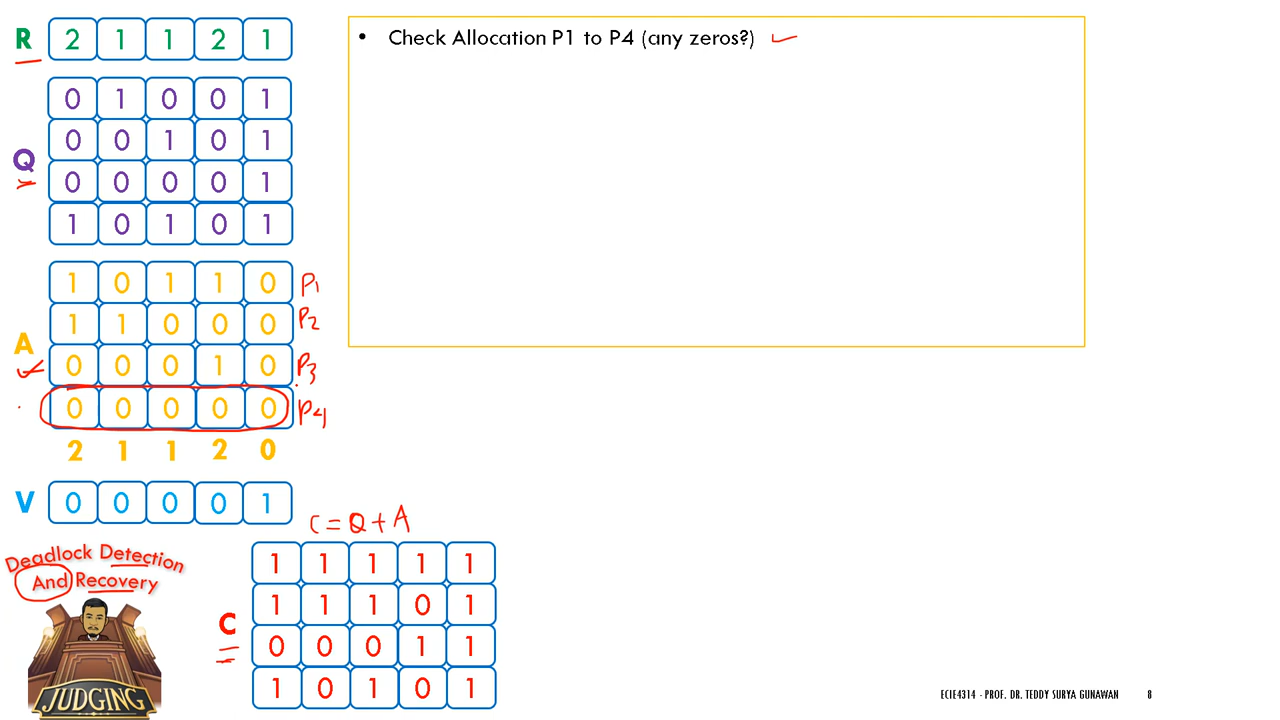 R 2 1 1 2 1
• Check Allocation P1 to P4 (any zeros?)
0 1 0 0 1
0 0 1 0 1
Q
0 0 0 0 1
1 0 1 0 1
1 0 1 1 0 P1
1 1 0 0 0 P2
A
0 0 0 1 0 P3
0 0 0 0 0 P4
2 1 1 2 0
V 0 0 0 0 1
C = Q + A
Deadlock Detection
And Recovery
1 1 1 1 1
1 1 1 0 1
C
0 0 0 1 1
1 0 1 0 1
JUDGING
ECIE4314 - PROF. DR. TEDDY SURYA GUNAWAN 8